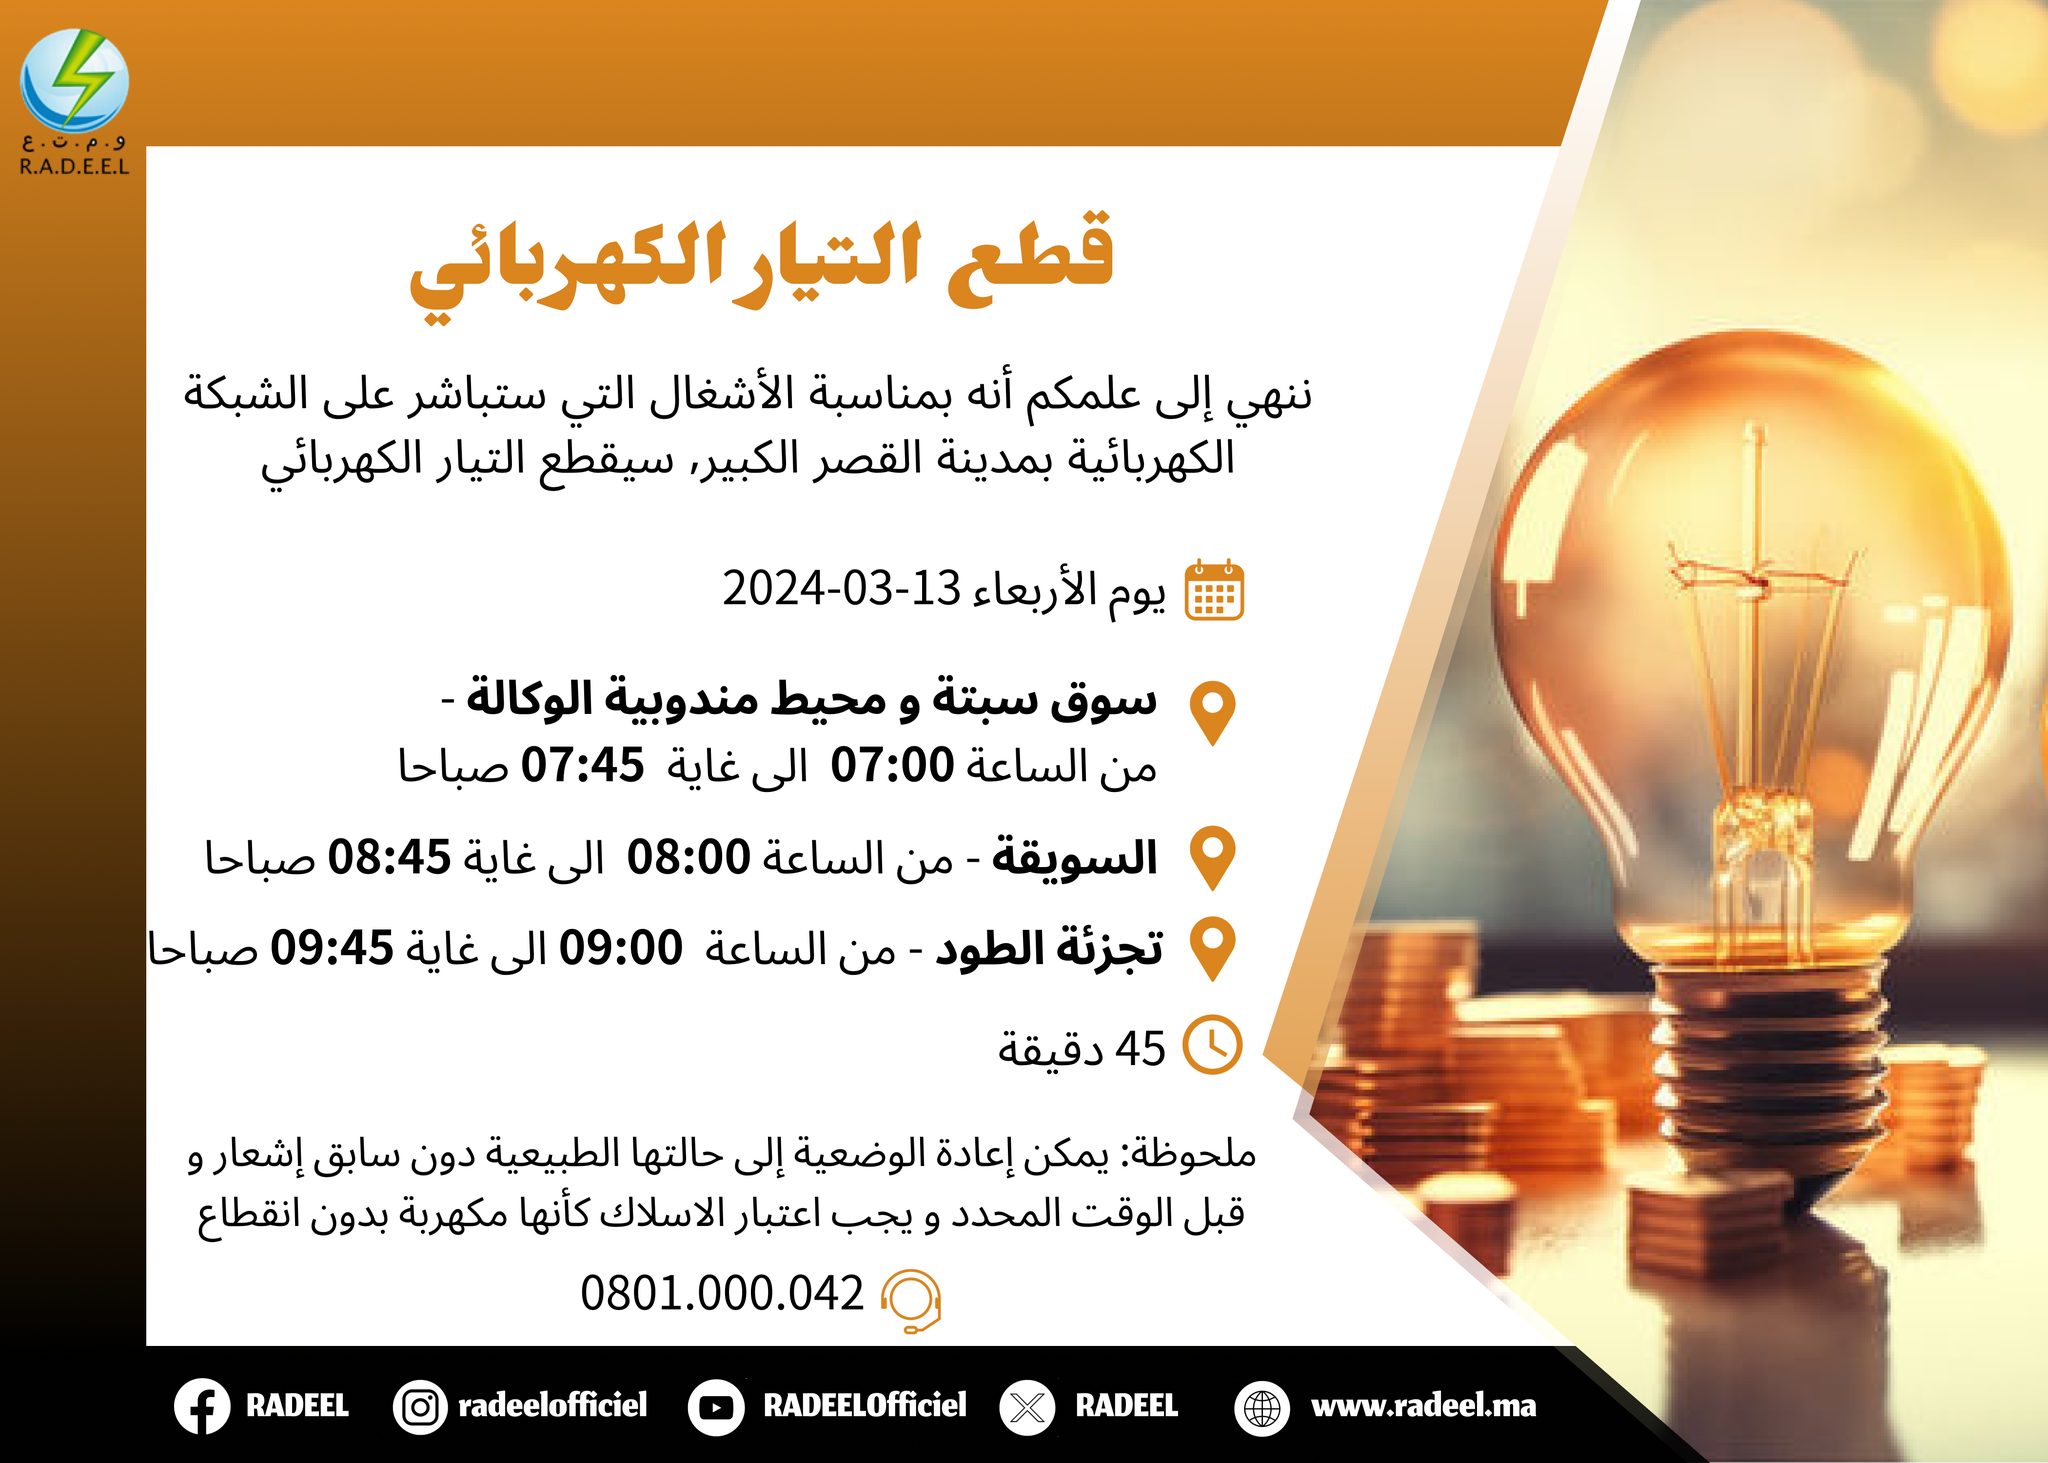 و.م.ت.ع
R.A.D.E.E.L
قطع التيار الكهربائي
ننهي إلى علمكم أنه بمناسبة الأشغال التي ستباشر على الشبكة
الكهربائية بمدينة القصر الكبير, سيقطع التيار الكهربائي
يوم الأربعاء 13-03-2024
سوق سبتة و محيط مندوبية الوكالة -
من الساعة 07:00 الى غاية 07:45 صباحا
السويقة - من الساعة 08:00 الى غاية 08:45 صباحا
تجزئة الطود - من الساعة 09:00 الى غاية 09:45 صباحا
45 دقيقة
ملحوظة: يمكن إعادة الوضعية إلى حالتها الطبيعية دون سابق إشعار و
قبل الوقت المحدد و يجب اعتبار الاسلاك كأنها مكهربة بدون انقطاع
0801.000.042
RADEEL radeelofficiel RADEELOfficiel RADEEL www.radeel.ma